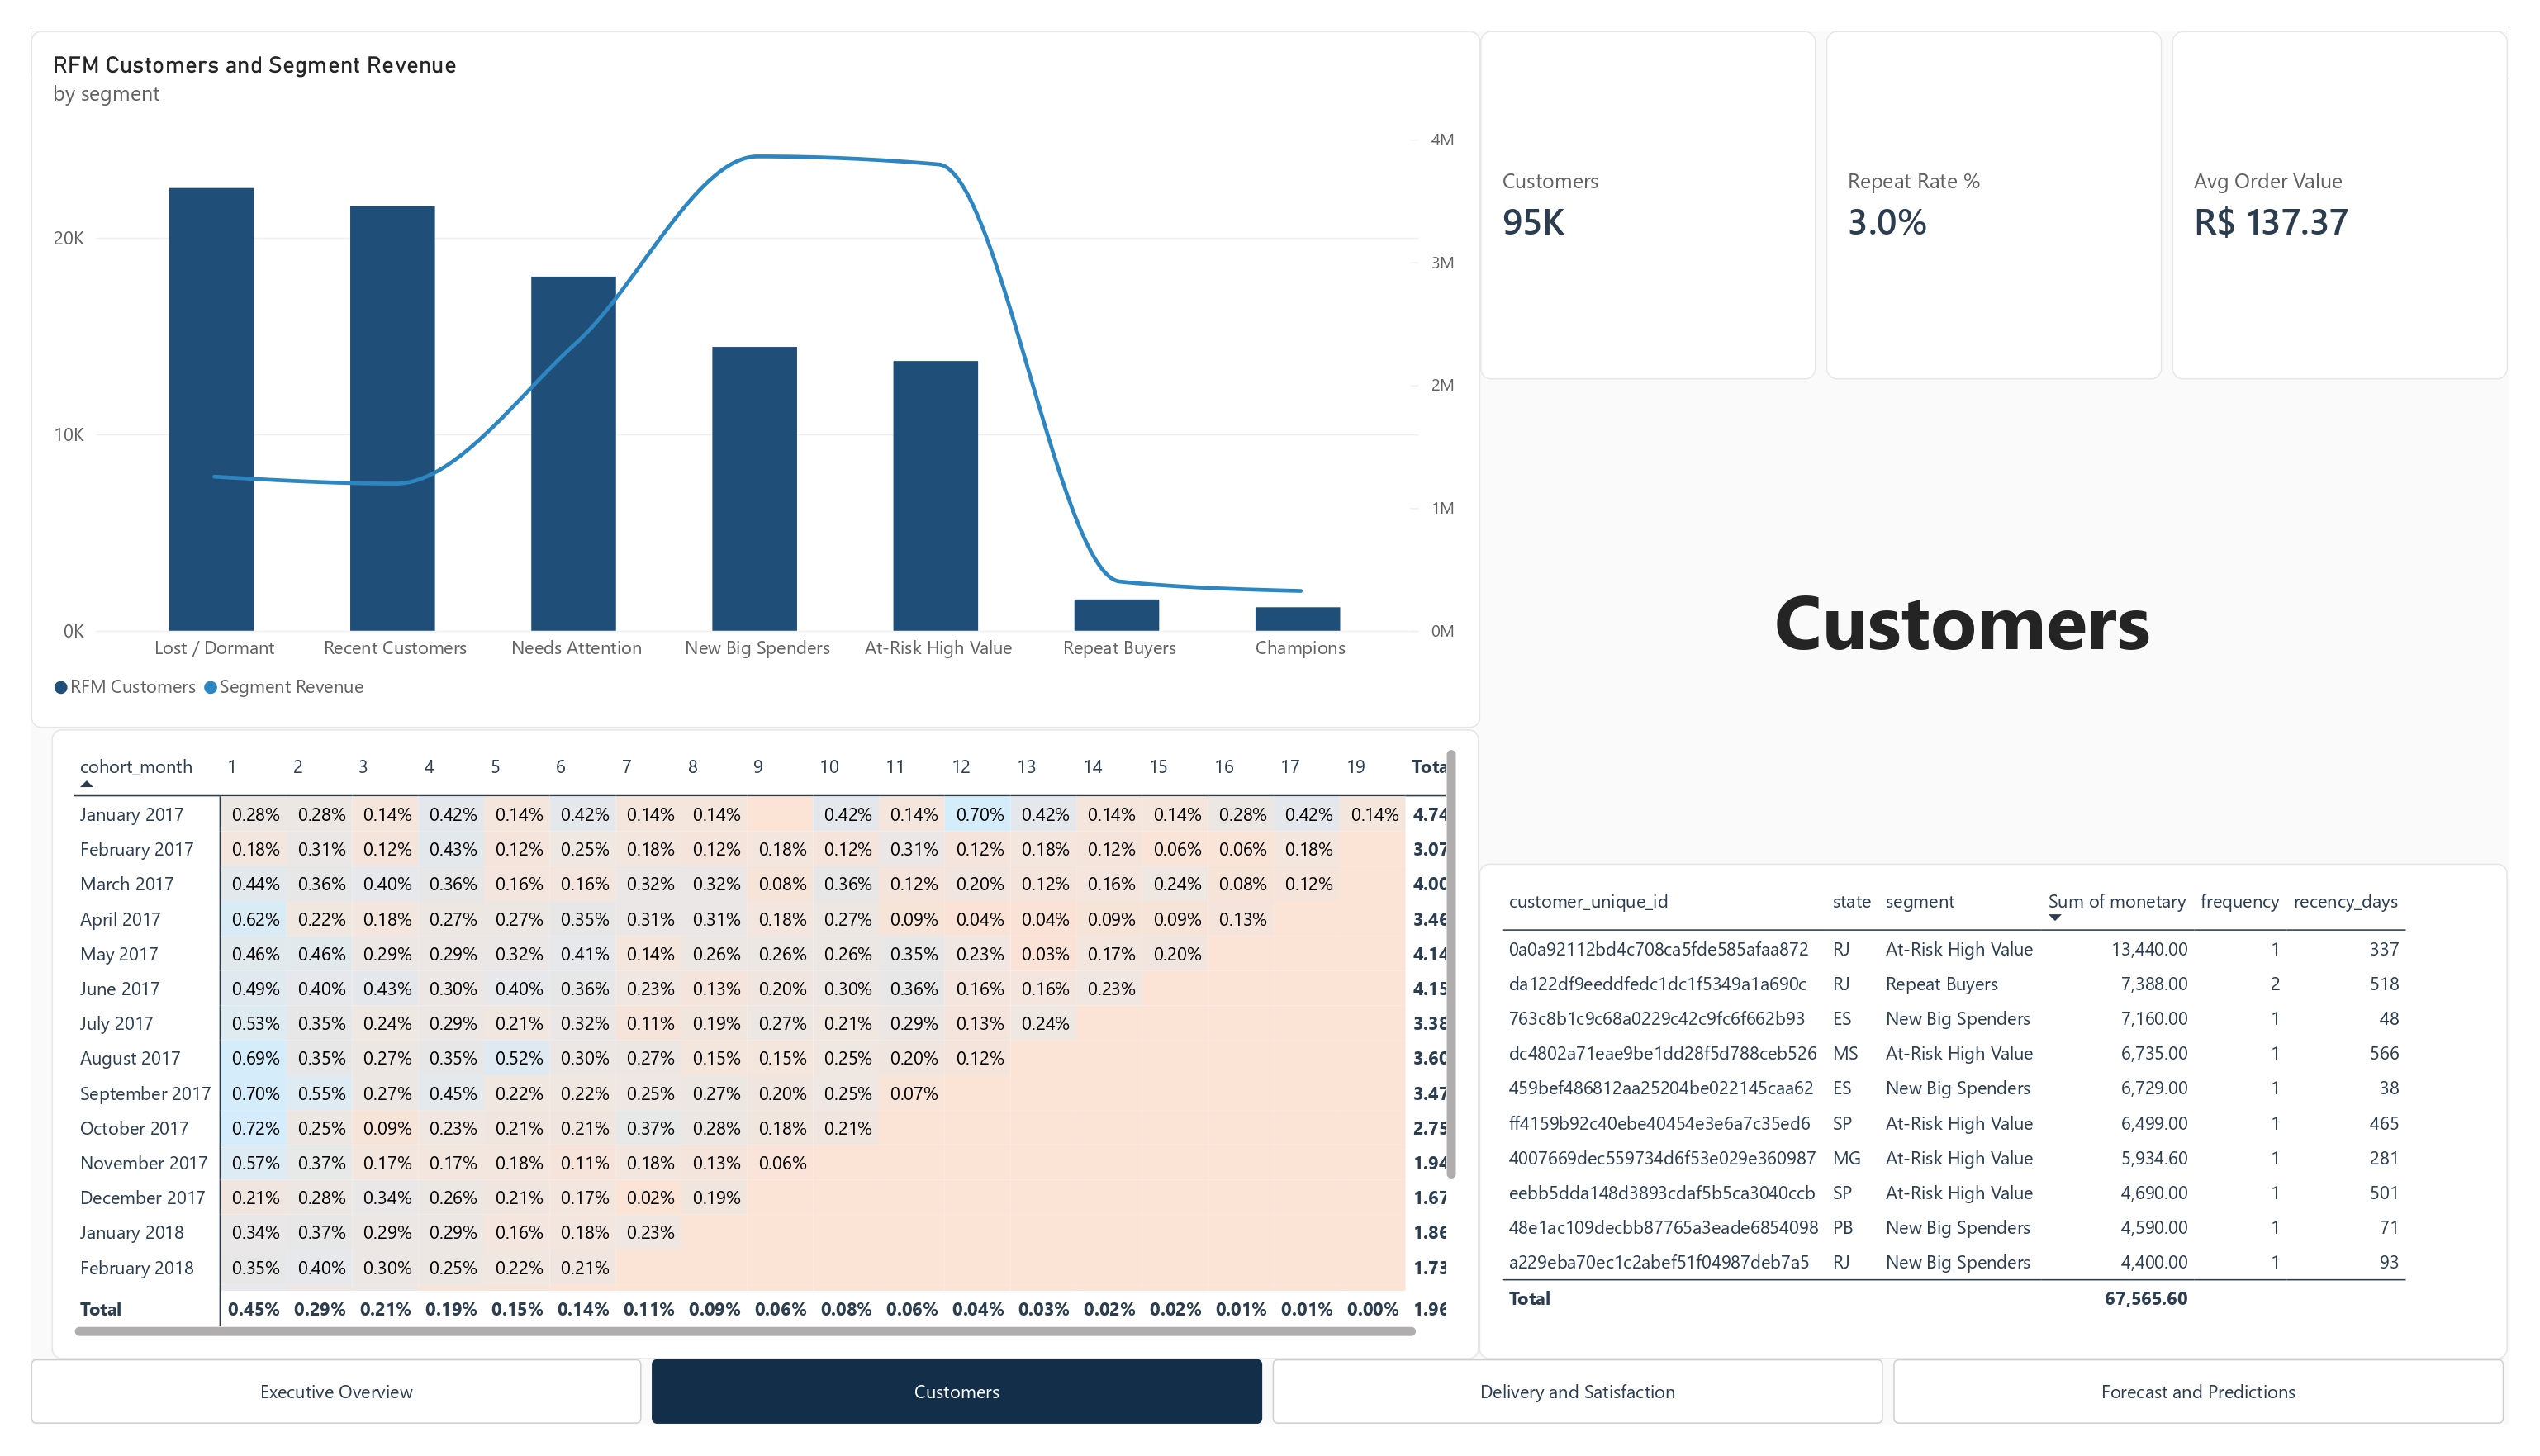 RFM Customers and Segment Revenue
by segment
4M
3M
2M
1M
0M
20K
10K
0K
Lost / Dormant Recent Customers Needs Attention New Big Spenders At-Risk High Value Repeat Buyers Champions
RFM Customers Segment Revenue
Customers
95K
Repeat Rate %
3.0%
Avg Order Value
R$ 137.37
Customers
cohort_month 1 2 3 4 5 6 7 8 9 10 11 12 13 14 15 16 17 19 Tota
January 2017 0.28% 0.28% 0.14% 0.42% 0.14% 0.42% 0.14% 0.14% 0.42% 0.14% 0.70% 0.42% 0.14% 0.14% 0.28% 0.42% 0.14% 4.74
February 2017 0.18% 0.31% 0.12% 0.43% 0.12% 0.25% 0.18% 0.12% 0.18% 0.12% 0.31% 0.12% 0.18% 0.12% 0.06% 0.06% 0.18% 3.07
March 2017 0.44% 0.36% 0.40% 0.36% 0.16% 0.16% 0.32% 0.32% 0.08% 0.36% 0.12% 0.20% 0.12% 0.16% 0.24% 0.08% 0.12% 4.00
April 2017 0.62% 0.22% 0.18% 0.27% 0.27% 0.35% 0.31% 0.31% 0.18% 0.27% 0.09% 0.04% 0.04% 0.09% 0.09% 0.13% 3.46
May 2017 0.46% 0.46% 0.29% 0.29% 0.32% 0.41% 0.14% 0.26% 0.26% 0.26% 0.35% 0.23% 0.03% 0.17% 0.20% 4.14
June 2017 0.49% 0.40% 0.43% 0.30% 0.40% 0.36% 0.23% 0.13% 0.20% 0.30% 0.36% 0.16% 0.16% 0.23% 4.15
July 2017 0.53% 0.35% 0.24% 0.29% 0.21% 0.32% 0.11% 0.19% 0.27% 0.21% 0.29% 0.13% 0.24% 3.38
August 2017 0.69% 0.35% 0.27% 0.35% 0.52% 0.30% 0.27% 0.15% 0.15% 0.25% 0.20% 0.12% 3.60
September 2017 0.70% 0.55% 0.27% 0.45% 0.22% 0.22% 0.25% 0.27% 0.20% 0.25% 0.07% 3.47
October 2017 0.72% 0.25% 0.09% 0.23% 0.21% 0.21% 0.37% 0.28% 0.18% 0.21% 2.75
November 2017 0.57% 0.37% 0.17% 0.17% 0.18% 0.11% 0.18% 0.13% 0.06% 1.94
December 2017 0.21% 0.28% 0.34% 0.26% 0.21% 0.17% 0.02% 0.19% 1.67
January 2018 0.34% 0.37% 0.29% 0.29% 0.16% 0.18% 0.23% 1.86
February 2018 0.35% 0.40% 0.30% 0.25% 0.22% 0.21% 1.73
Total 0.45% 0.29% 0.21% 0.19% 0.15% 0.14% 0.11% 0.09% 0.06% 0.08% 0.06% 0.04% 0.03% 0.02% 0.02% 0.01% 0.01% 0.00% 1.96
customer_unique_id state segment Sum of monetary frequency recency_days
0a0a92112bd4c708ca5fde585afaa872 RJ At-Risk High Value 13,440.00 1 337
da122df9eeddfedc1dc1f5349a1a690c RJ Repeat Buyers 7,388.00 2 518
763c8b1c9c68a0229c42c9fc6f662b93 ES New Big Spenders 7,160.00 1 48
dc4802a71eae9be1dd28f5d788ceb526 MS At-Risk High Value 6,735.00 1 566
459bef486812aa25204be022145caa62 ES New Big Spenders 6,729.00 1 38
ff4159b92c40ebe40454e3e6a7c35ed6 SP At-Risk High Value 6,499.00 1 465
4007669dec559734d6f53e029e360987 MG At-Risk High Value 5,934.60 1 281
eebb5dda148d3893cdaf5b5ca3040ccb SP At-Risk High Value 4,690.00 1 501
48e1ac109decbb87765a3eade6854098 PB New Big Spenders 4,590.00 1 71
a229eba70ec1c2abef51f04987deb7a5 RJ New Big Spenders 4,400.00 1 93
Total 67,565.60
Executive Overview Customers Delivery and Satisfaction Forecast and Predictions